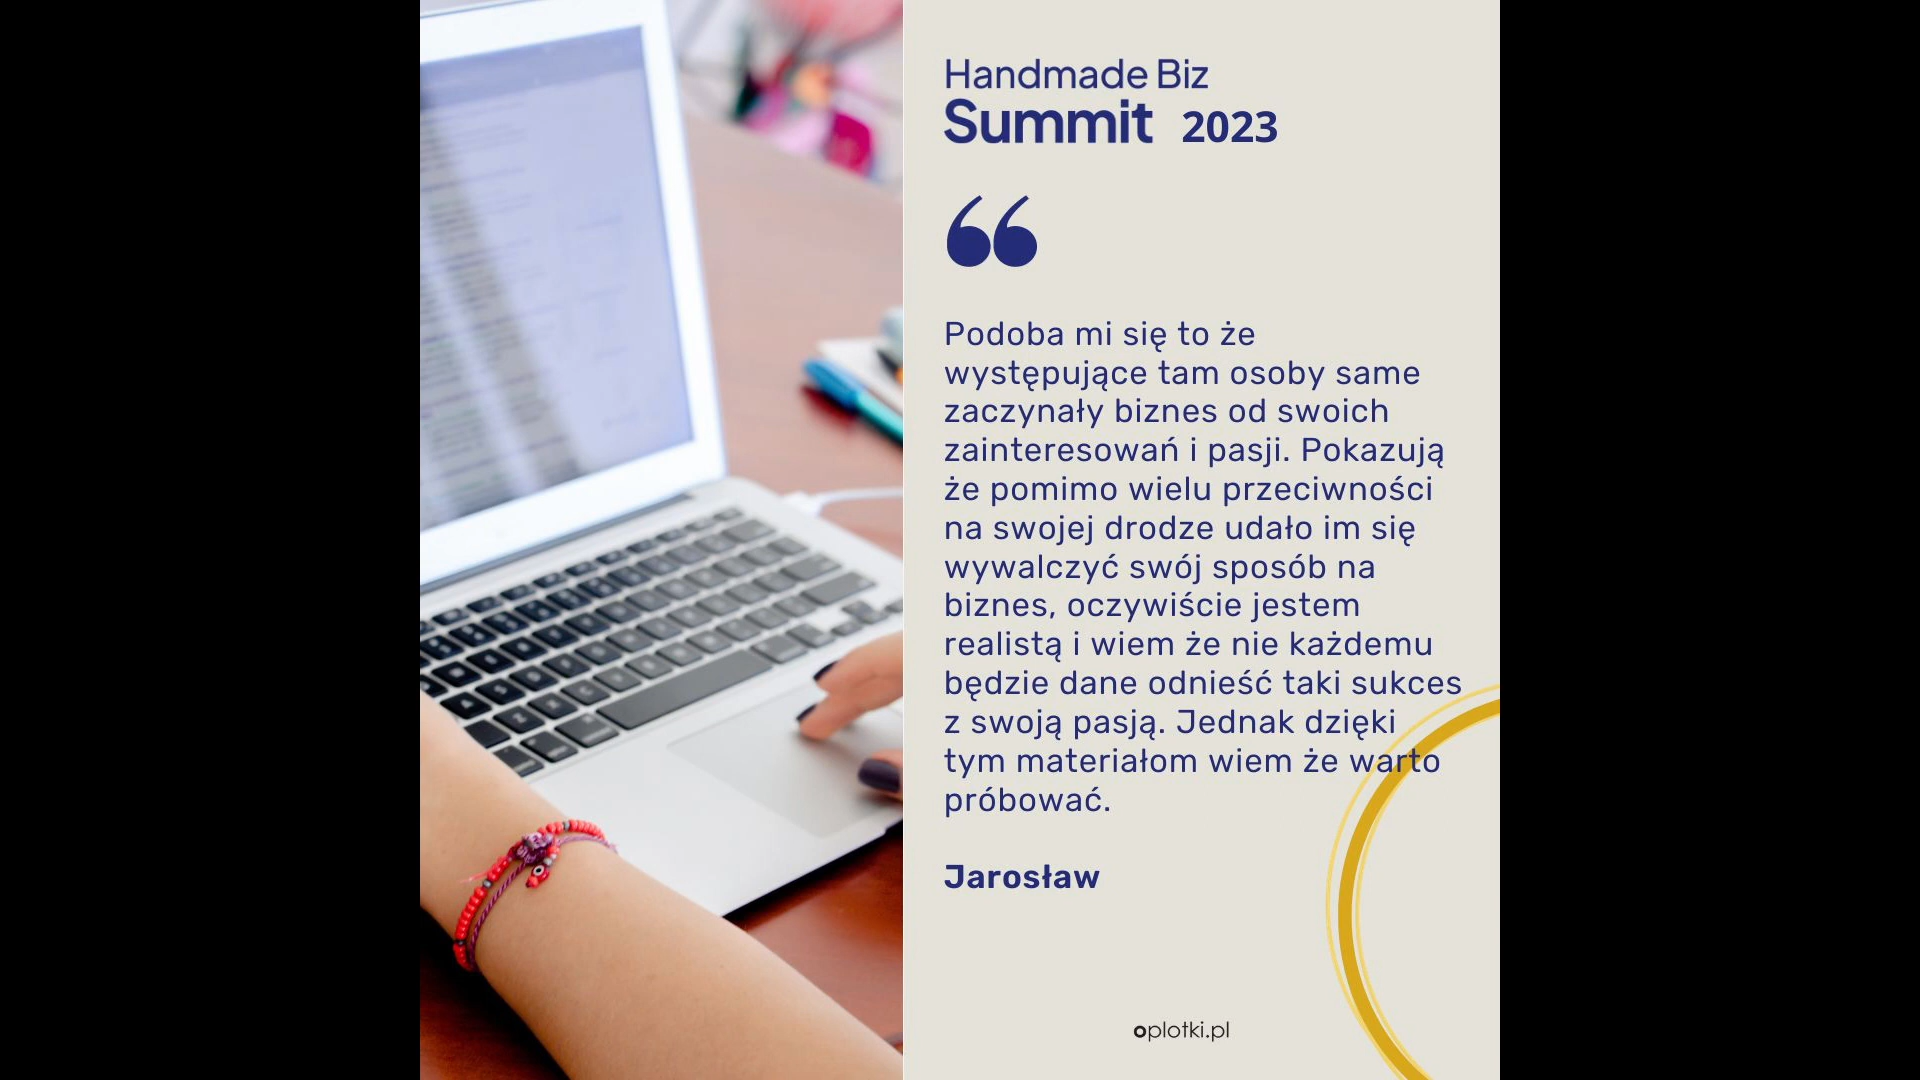 Handmade Biz
Summit 2023
“
Podoba mi się to że
występujące tam osoby same
zaczynały biznes od swoich
zainteresowań i pasji. Pokazują
że pomimo wielu przeciwności
na swojej drodze udało im się
wywalczyć swój sposób na
biznes, oczywiście jestem
realistą i wiem że nie każdemu
będzie dane odnieść taki sukces
z swoją pasją. Jednak dzięki
tym materiałom wiem że warto
próbować.
Jarosław
oplotki.pl